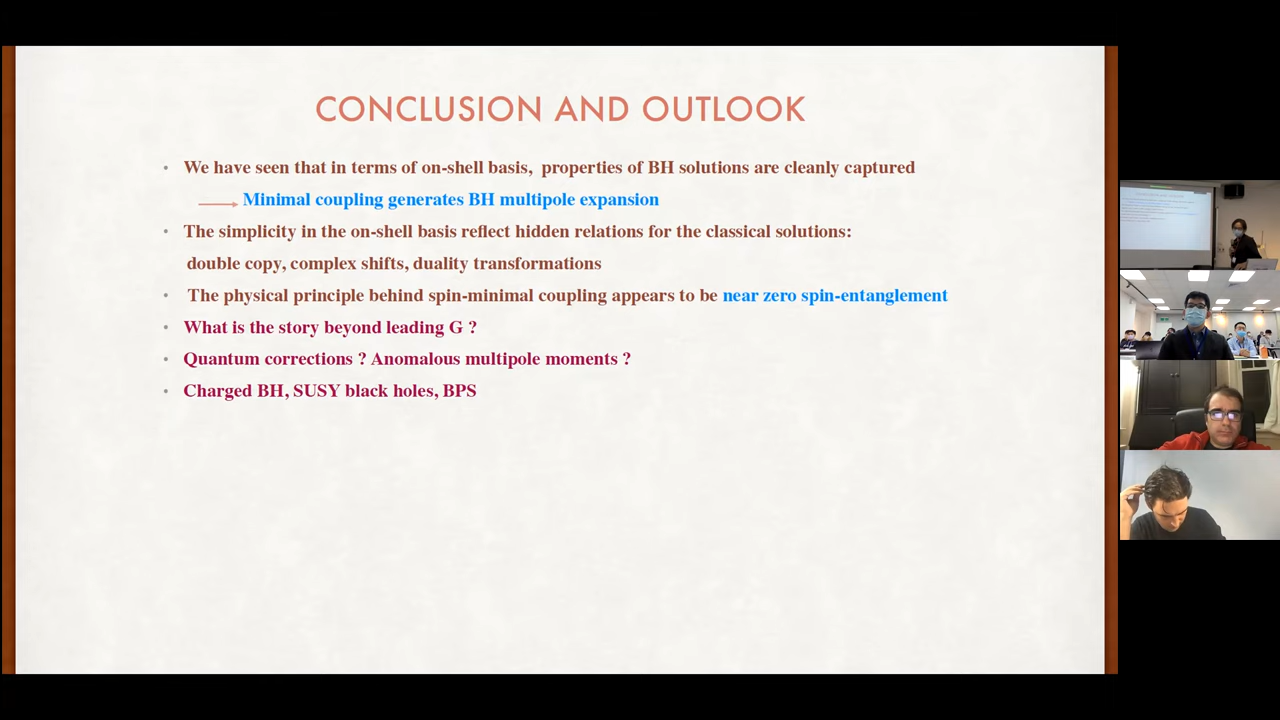 CONCLUSION AND OUTLOOK
• We have seen that in terms of on-shell basis, properties of BH solutions are cleanly captured
Minimal coupling generates BH multipole expansion
• The simplicity in the on-shell basis reflect hidden relations for the classical solutions:
double copy, complex shifts, duality transformations
• The physical principle behind spin-minimal coupling appears to be near zero spin-entanglement
• What is the story beyond leading G ?
• Quantum corrections ? Anomalous multipole moments ?
• Charged BH, SUSY black holes, BPS